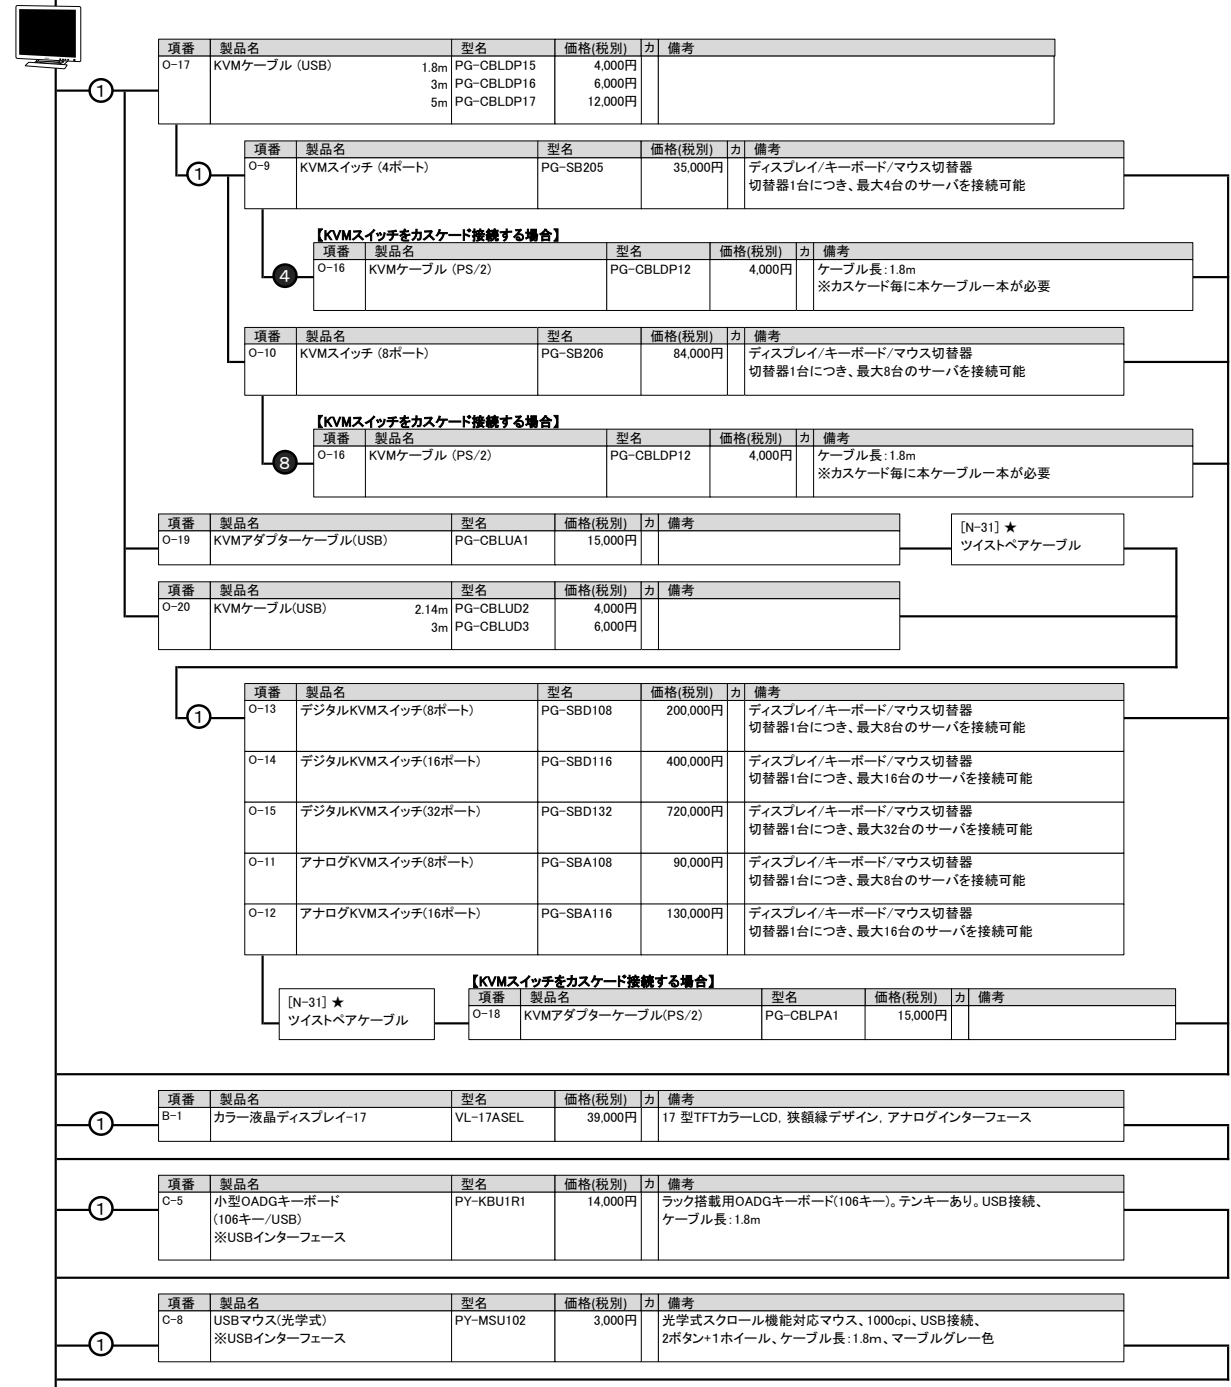 項番 製品名 型名 価格(税別) カ 備考
O-17 KVMケーブル (USB) 1.8m PG-CBLDP15 4,000円
3m PG-CBLDP16 6,000円
5m PG-CBLDP17 12,000円
①
項番 製品名 型名 価格(税別) カ 備考
O-9 KVMスイッチ (4ポート) PG-SB205 35,000円 ディスプレイ/キーボード/マウス切替器
切替器1台につき、最大4台のサーバを接続可能
①
【KVMスイッチをカスケード接続する場合】
項番 製品名 型名 価格(税別) カ 備考
O-16 KVMケーブル (PS/2) PG-CBLDP12 4,000円 ケーブル長:1.8m
※カスケード毎に本ケーブル一本が必要
❹
項番 製品名 型名 価格(税別) カ 備考
O-10 KVMスイッチ (8ポート) PG-SB206 84,000円 ディスプレイ/キーボード/マウス切替器
切替器1台につき、最大8台のサーバを接続可能
【KVMスイッチをカスケード接続する場合】
項番 製品名 型名 価格(税別) カ 備考
O-16 KVMケーブル (PS/2) PG-CBLDP12 4,000円 ケーブル長:1.8m
※カスケード毎に本ケーブル一本が必要
❽
項番 製品名 型名 価格(税別) カ 備考
O-19 KVMアダプターケーブル(USB) PG-CBLUA1 15,000円
[N-31] ★
ツイストペアケーブル
項番 製品名 型名 価格(税別) カ 備考
O-20 KVMケーブル(USB) 2.14m PG-CBLUD2 4,000円
3m PG-CBLUD3 6,000円
項番 製品名 型名 価格(税別) カ 備考
O-13 デジタルKVMスイッチ(8ポート) PG-SBD108 200,000円 ディスプレイ/キーボード/マウス切替器
切替器1台につき、最大8台のサーバを接続可能
①
O-14 デジタルKVMスイッチ(16ポート) PG-SBD116 400,000円 ディスプレイ/キーボード/マウス切替器
切替器1台につき、最大16台のサーバを接続可能
O-15 デジタルKVMスイッチ(32ポート) PG-SBD132 720,000円 ディスプレイ/キーボード/マウス切替器
切替器1台につき、最大32台のサーバを接続可能
O-11 アナログKVMスイッチ(8ポート) PG-SBA108 90,000円 ディスプレイ/キーボード/マウス切替器
切替器1台につき、最大8台のサーバを接続可能
O-12 アナログKVMスイッチ(16ポート) PG-SBA116 130,000円 ディスプレイ/キーボード/マウス切替器
切替器1台につき、最大16台のサーバを接続可能
【KVMスイッチをカスケード接続する場合】
[N-31] ★
ツイストペアケーブル
項番 製品名 型名 価格(税別) カ 備考
O-18 KVMアダプターケーブル(PS/2) PG-CBLPA1 15,000円
項番 製品名 型名 価格(税別) カ 備考
B-1 カラー液晶ディスプレイ-17 VL-17ASEL 39,000円 17 型TFTカラーLCD, 狭額縁デザイン, アナログインターフェース
①
項番 製品名 型名 価格(税別) カ 備考
C-5 小型OADGキーボード PY-KBU1R1 14,000円 ラック搭載用OADGキーボード(106キー)。テンキーあり。USB接続、
(106キー/USB) ケーブル長:1.8m
※USBインターフェース
①
項番 製品名 型名 価格(税別) カ 備考
C-8 USBマウス(光学式) PY-MSU102 3,000円 光学式スクロール機能対応マウス、1000cpi、USB接続、
※USBインターフェース 2ボタン+1ホイール、ケーブル長:1.8m、マーブルグレー色
①